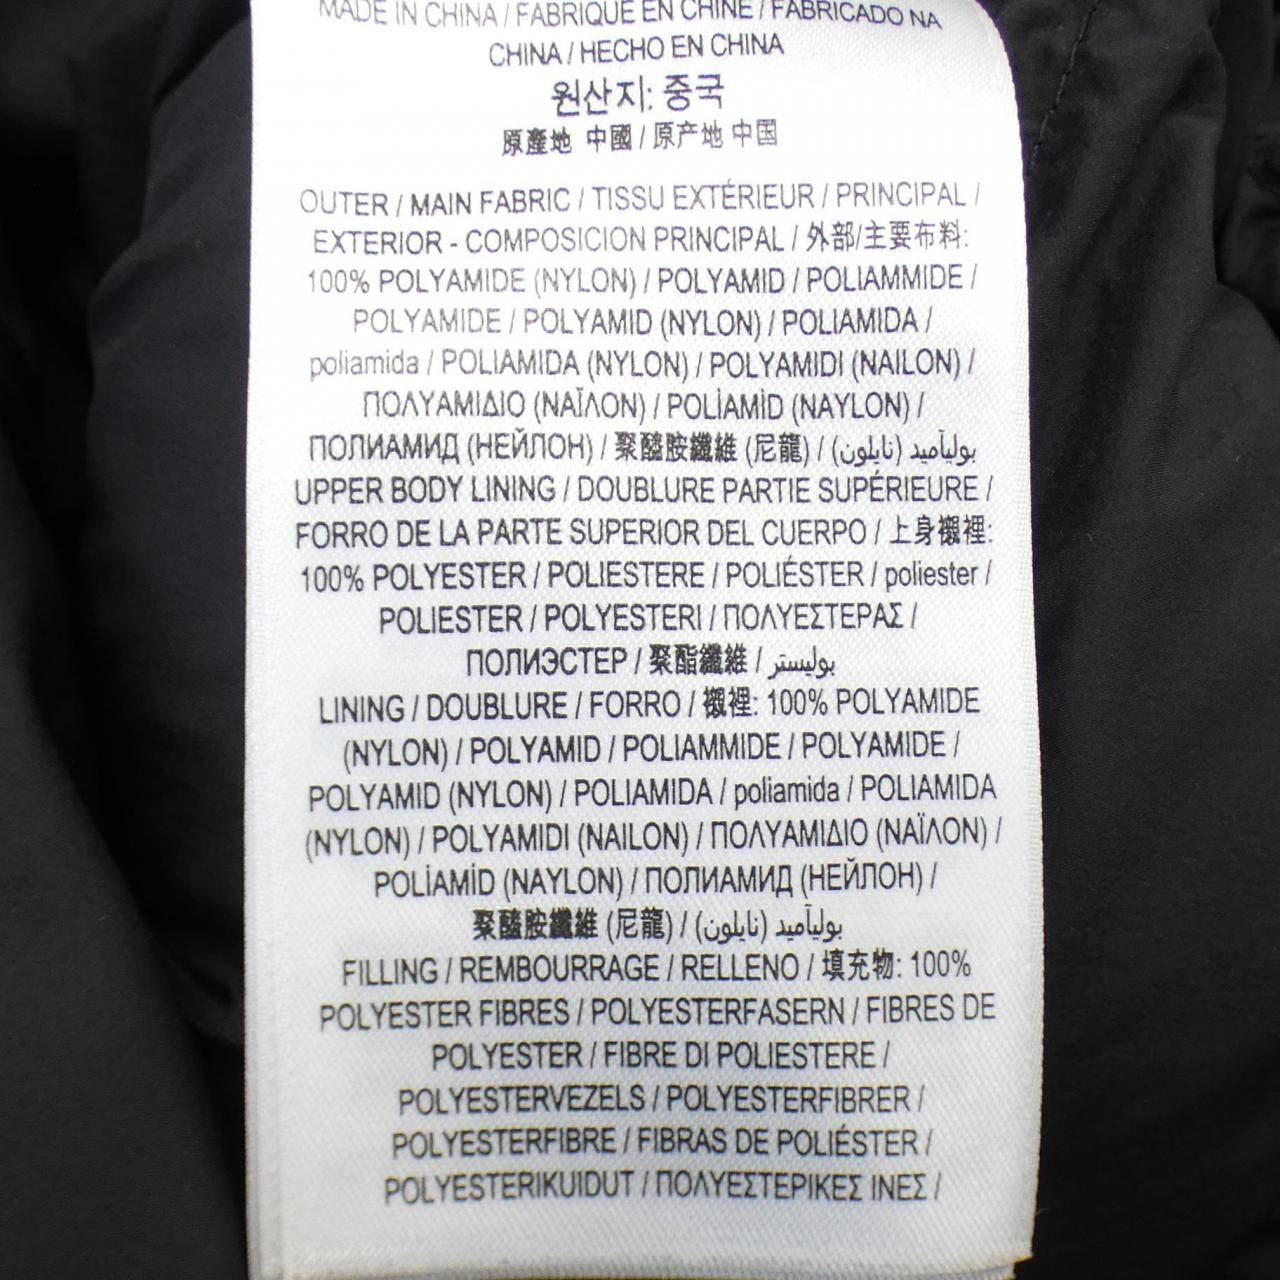 MADE IN CHINA / FABRIQUÉ EN CHINE / FABRICADO NA
CHINA / HECHO EN CHINA
원산지: 중국
原產地 中國 / 原产地 中国
OUTER / MAIN FABRIC / TISSU EXTÉRIEUR / PRINCIPAL /
EXTERIOR - COMPOSICION PRINCIPAL / 外部/主要布料:
100% POLYAMIDE (NYLON) / POLYAMID / POLIAMMIDE /
POLYAMIDE / POLYAMID (NYLON) / POLIAMIDA /
poliamida / POLIAMIDA (NYLON) / POLYAMIDI (NAILON) /
ΠΟΛΥΑΜΙΔΙΟ (ΝΑΪΛΟΝ) / POLİAMİD (NAYLON) /
ПОЛИАМИД (НЕЙЛОН) / 聚醯胺纖維 (尼龍) / بوليآميد (نايلون)
UPPER BODY LINING / DOUBLURE PARTIE SUPÉRIEURE /
FORRO DE LA PARTE SUPERIOR DEL CUERPO / 上身襯裡:
100% POLYESTER / POLIESTERE / POLIÉSTER / poliester /
POLIESTER / POLYESTERI / ΠΟΛΥΕΣΤΕΡΑΣ /
ПОЛИЭСТЕР / 聚酯纖維 / بوليستر
LINING / DOUBLURE / FORRO / 襯裡: 100% POLYAMIDE
(NYLON) / POLYAMID / POLIAMMIDE / POLYAMIDE /
POLYAMID (NYLON) / POLIAMIDA / poliamida / POLIAMIDA
(NYLON) / POLYAMIDI (NAILON) / ΠΟΛΥΑΜΙΔΙΟ (ΝΑΪΛΟΝ) /
POLİAMİD (NAYLON) / ПОЛИАМИД (НЕЙЛОН) /
聚醯胺纖維 (尼龍) / بوليآميد (نايلون)
FILLING / REMBOURRAGE / RELLENO / 填充物: 100%
POLYESTER FIBRES / POLYESTERFASERN / FIBRES DE
POLYESTER / FIBRE DI POLIESTERE /
POLYESTERVEZELS / POLYESTERFIBRER /
POLYESTERFIBRE / FIBRAS DE POLIÉSTER /
POLYESTERIKUIDUT / ΠΟΛΥΕΣΤΕΡΙΚΕΣ ΙΝΕΣ /